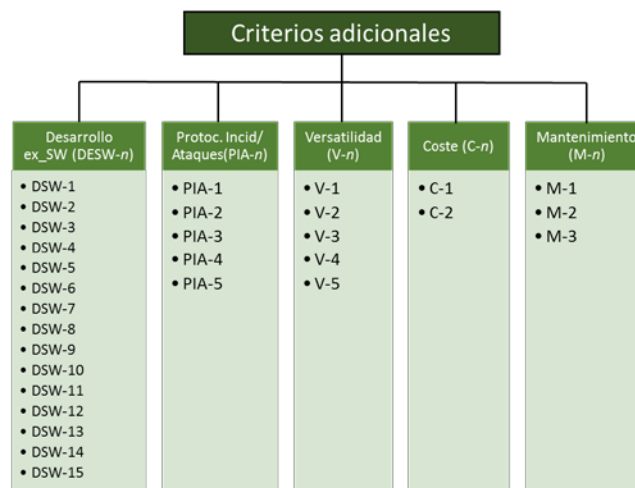 Criterios adicionales
Desarrollo
ex_SW (DESW-n)
• DSW-1
• DSW-2
• DSW-3
• DSW-4
• DSW-5
• DSW-6
• DSW-7
• DSW-8
• DSW-9
• DSW-10
• DSW-11
• DSW-12
• DSW-13
• DSW-14
• DSW-15
Protoc. Incid/
Ataques(PIA-n)
• PIA-1
• PIA-2
• PIA-3
• PIA-4
• PIA-5
Versatilidad
(V-n)
• V-1
• V-2
• V-3
• V-4
• V-5
Coste (C-n)
• C-1
• C-2
Mantenimiento
(M-n)
• M-1
• M-2
• M-3